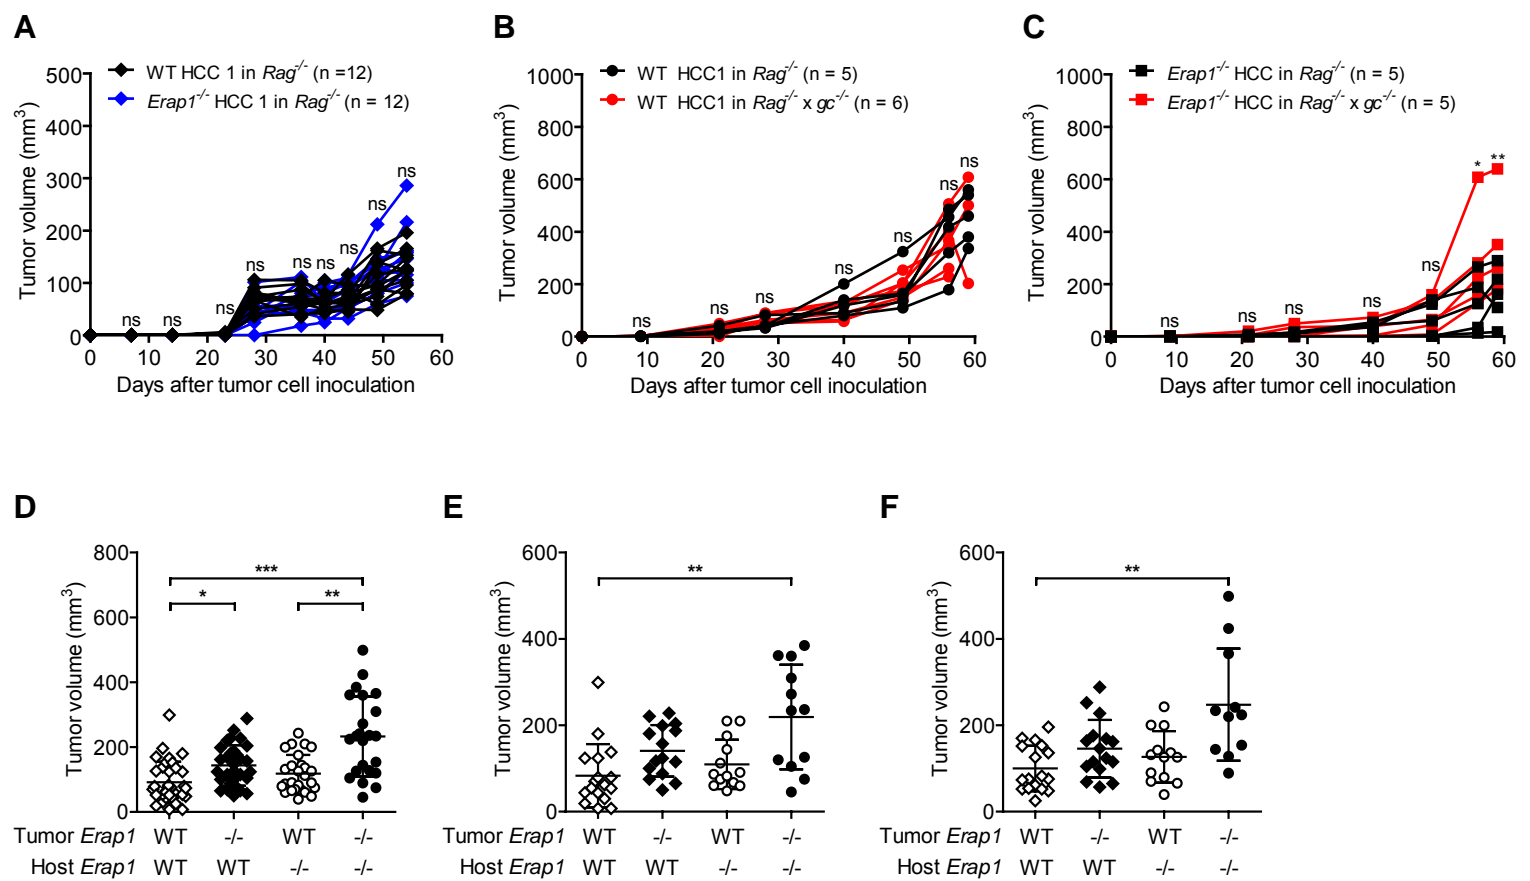 A
WT HCC 1 in Rag-/- (n =12)
Erap1-/- HCC 1 in Rag-/- (n = 12)
Tumor volume (mm3)
500
400
300
200
100
0
ns ns ns ns ns ns ns ns ns
0 10 20 30 40 50 60
Days after tumor cell inoculation
B
WT HCC1 in Rag-/- (n = 5)
WT HCC1 in Rag-/- x gc-/- (n = 6)
Tumor volume (mm3)
1000
800
600
400
200
0
ns ns ns ns ns ns ns
0 10 20 30 40 50 60
Days after tumor cell inoculation
C
Erap1-/- HCC in Rag-/- (n = 5)
Erap1-/- HCC in Rag-/- x gc-/- (n = 5)
Tumor volume (mm3)
1000
800
600
400
200
0
ns ns ns ns ns * **
0 10 20 30 40 50 60
Days after tumor cell inoculation
D
Tumor volume (mm3)
800
600
400
200
0
***
* **
Tumor Erap1 WT -/- WT -/-
Host Erap1 WT WT -/- -/-
E
Tumor volume (mm3)
600
400
200
0
**
Tumor Erap1 WT -/- WT -/-
Host Erap1 WT WT -/- -/-
F
Tumor volume (mm3)
600
400
200
0
**
Tumor Erap1 WT -/- WT -/-
Host Erap1 WT WT -/- -/-